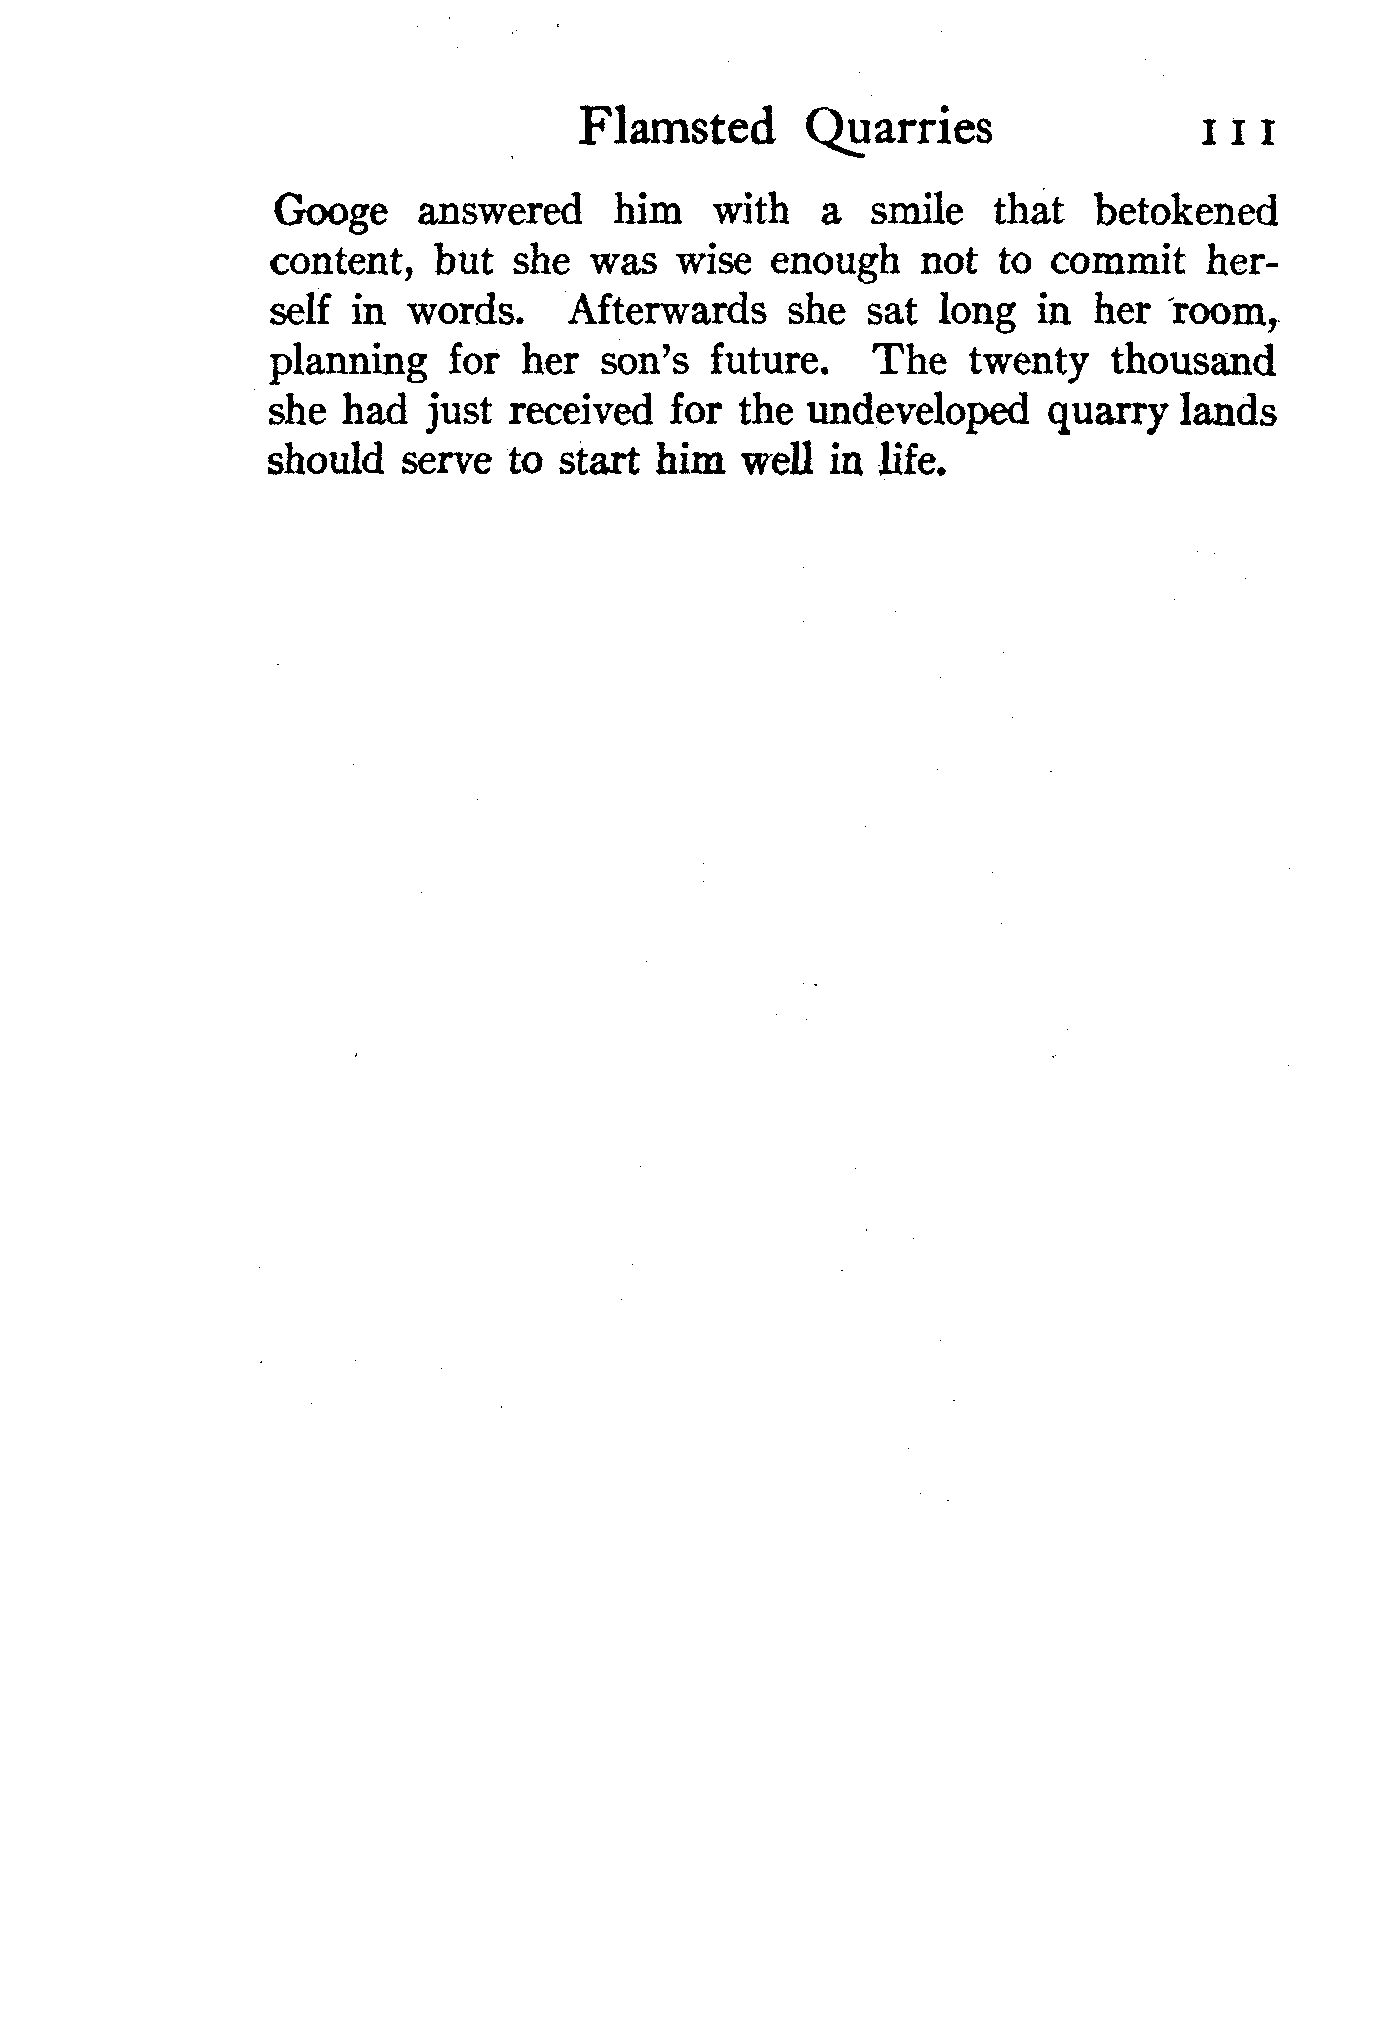 Flamsted Quarries 111
Googe answered him with a smile that betokened
content, but she was wise enough not to commit her-
self in words. Afterwards she sat long in her room,
planning for her son's future. The twenty thousand
she had just received for the undeveloped quarry lands
should serve to start him well in life.